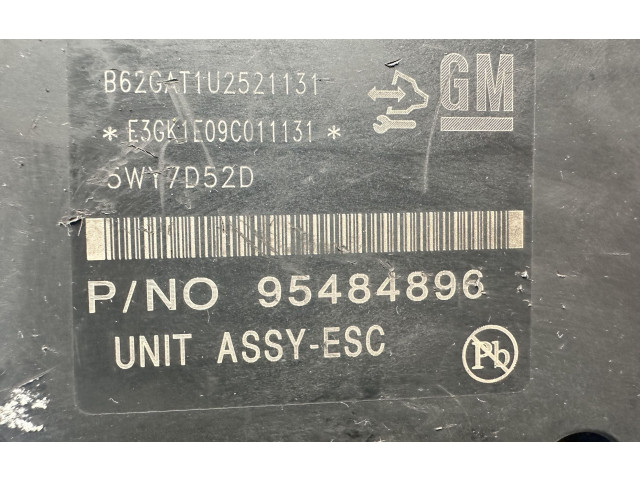 B62GAT1U2521131
GM
*E3GK1E09C011131*
5WY7D52D
P/NO 95484896
UNIT ASSY-ESC
Pb